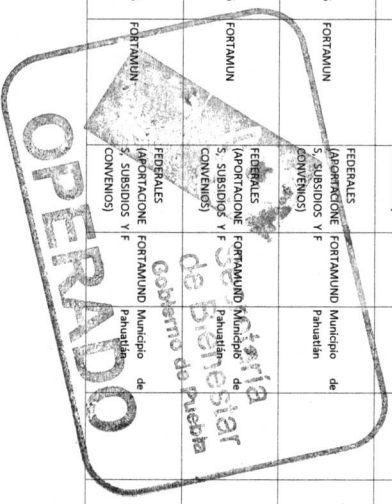 FORTAMUN
FEDERALES
(APORTACIONE
S, SUBSIDIOS Y F
CONVENIOS)
FORTAMUND
Municipio de
Pahuatlán
FORTAMUN
FEDERALES
(APORTACIONE
S, SUBSIDIOS Y F
CONVENIOS)
FORTAMUND
Municipio de
Pahuatlán
FORTAMUN
FEDERALES
(APORTACIONE
S, SUBSIDIOS Y F
CONVENIOS)
FORTAMUND
Municipio de
Pahuatlán
Secretaría
de Bienestar
Gobierno de Puebla
OPERADO